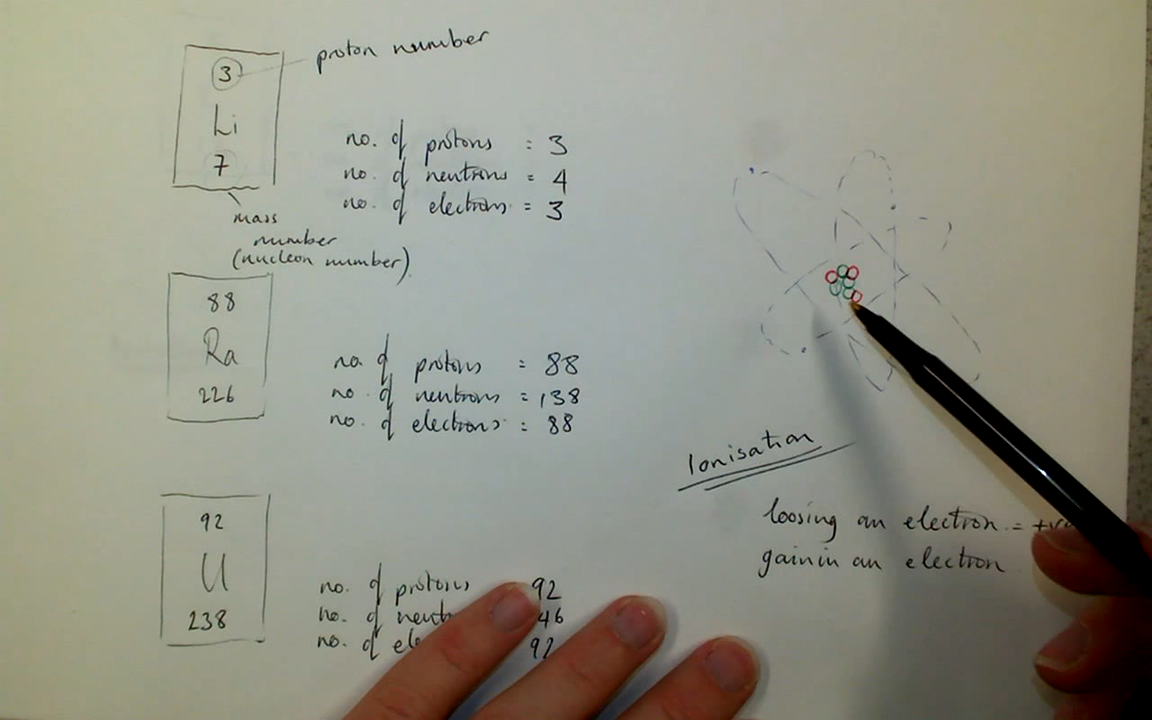 3
proton number
Li
7
no. of protons = 3
no. of neutrons = 4
no. of electrons = 3
mass
number
(nucleon number)
88
Ra
226
no. of protons = 88
no. of neutrons = 138
no. of electrons = 88
92
U
238
no. of protons 92
no. of neut 46
no. of ele 92
Ionisation
loosing an electron = +v
gainin an electron